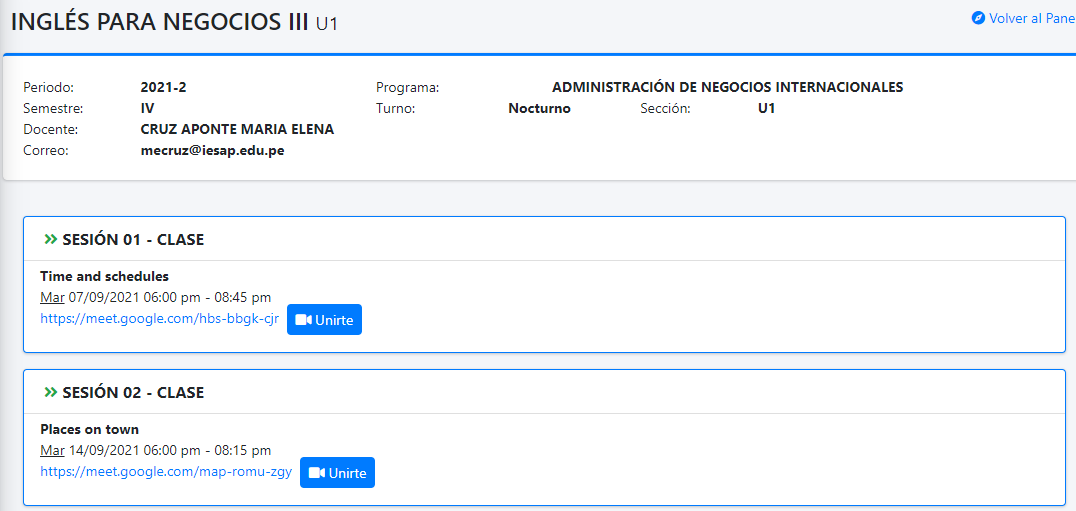 INGLÉS PARA NEGOCIOS III U1
Volver al Pane
Periodo: 2021-2 Programa: ADMINISTRACIÓN DE NEGOCIOS INTERNACIONALES
Semestre: IV Turno: Nocturno Sección: U1
Docente: CRUZ APONTE MARIA ELENA
Correo: mecruz@iesap.edu.pe
SESIÓN 01 - CLASE
Time and schedules
Mar 07/09/2021 06:00 pm - 08:45 pm
https://meet.google.com/hbs-bbgk-cjr Unirte
SESIÓN 02 - CLASE
Places on town
Mar 14/09/2021 06:00 pm - 08:15 pm
https://meet.google.com/map-romu-zgy Unirte